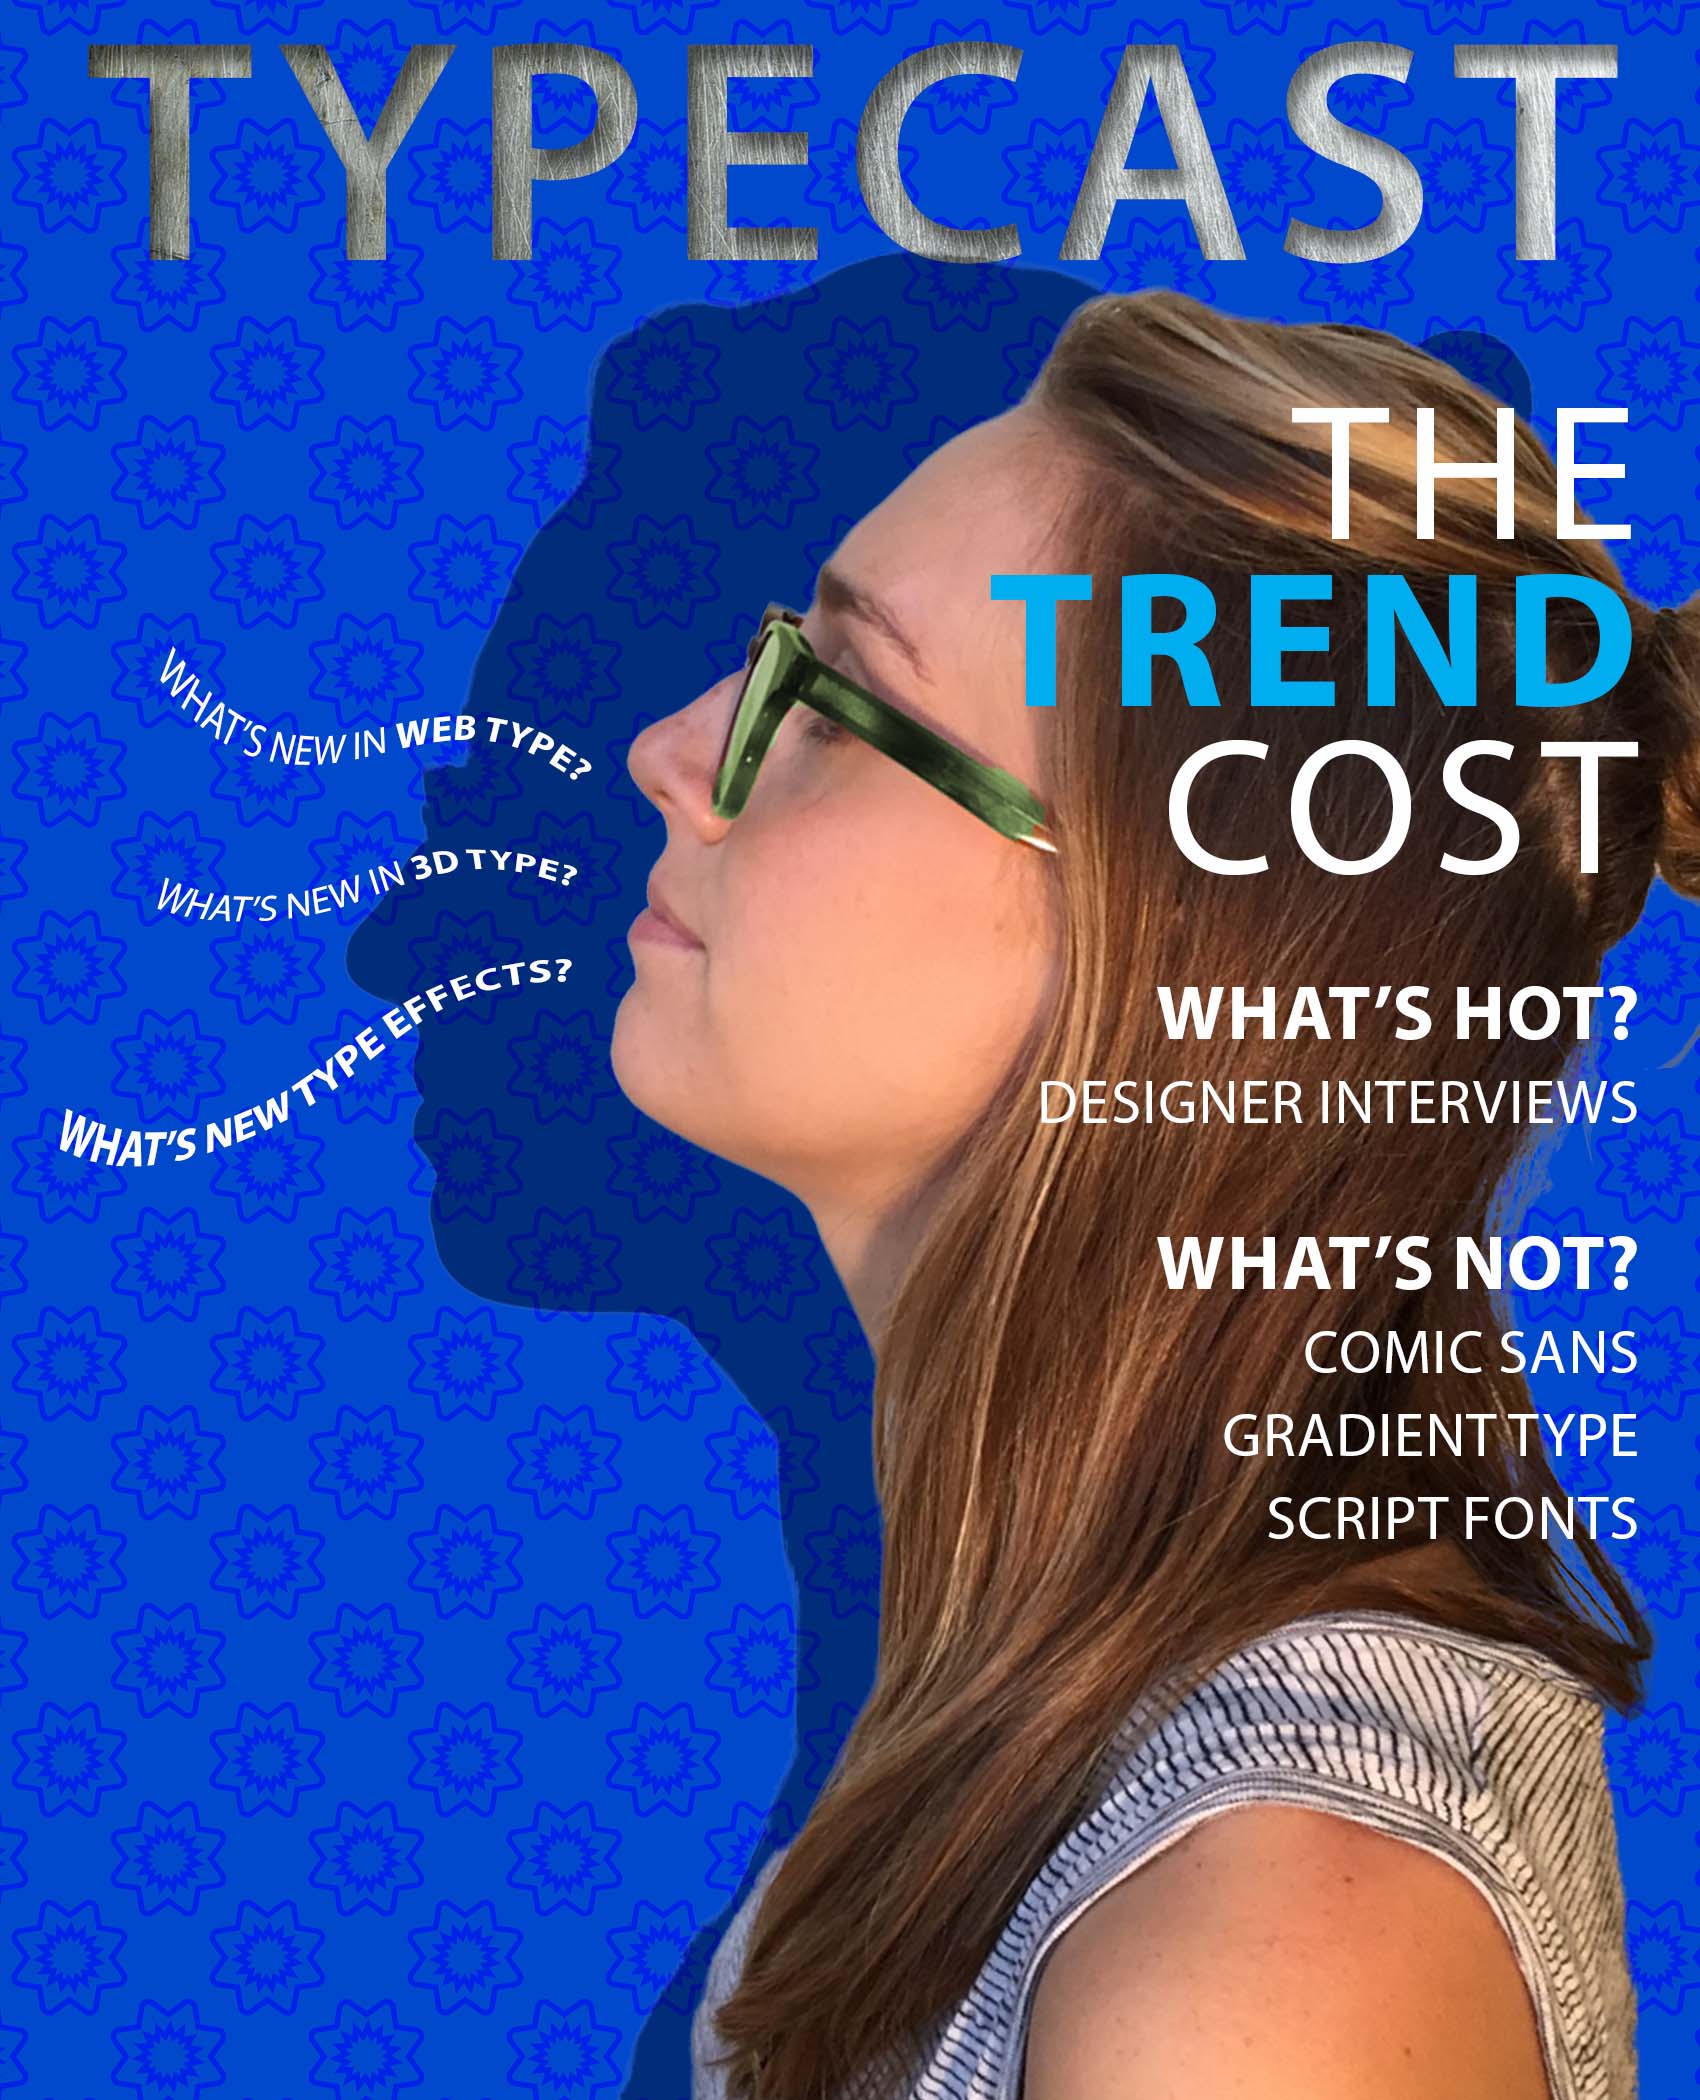 TYPECAST
THE
TREND
COST
WHAT'S NEW IN WEB TYPE?
WHAT'S NEW IN 3D TYPE?
WHAT'S NEW TYPE EFFECTS?
WHAT'S HOT?
DESIGNER INTERVIEWS
WHAT'S NOT?
COMIC SANS
GRADIENT TYPE
SCRIPT FONTS